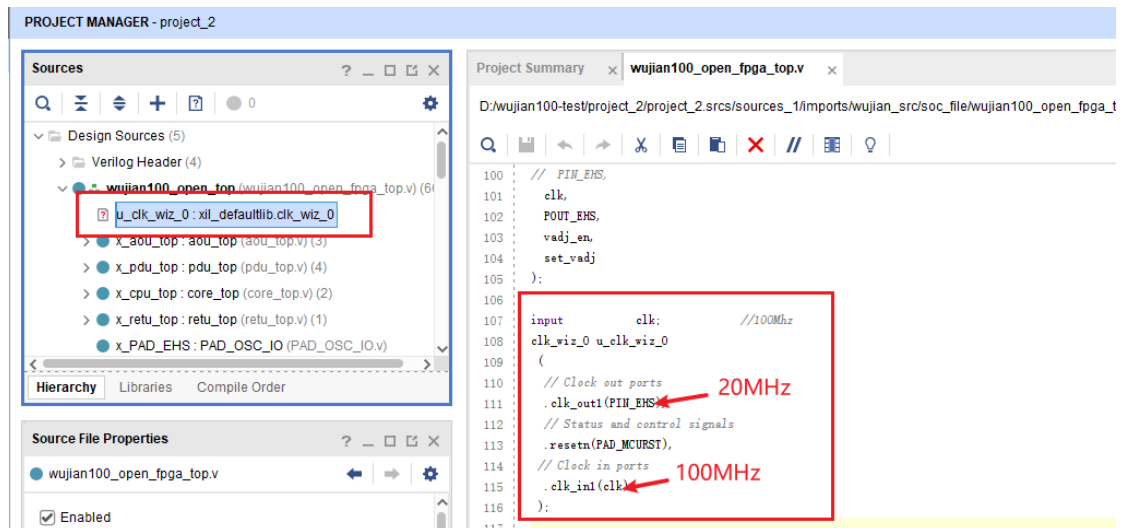 PROJECT MANAGER - project_2
Sources
? _
0
Design Sources (5)
Verilog Header (4)
wujian100_open_top (wujian100_open_fpga_top.v) (6
u_clk_wiz_0 : xil_defaultlib.clk_wiz_0
x_aou_top : aou_top (aou_top.v) (3)
x_pdu_top : pdu_top (pdu_top.v) (4)
x_cpu_top : core_top (core_top.v) (2)
x_retu_top : retu_top (retu_top.v) (1)
x_PAD_EHS : PAD_OSC_IO (PAD_OSC_IO.v)
Hierarchy Libraries Compile Order
Source File Properties
? _
wujian100_open_fpga_top.v
Enabled
Project Summary × wujian100_open_fpga_top.v ×
D:/wujian100-test/project_2/project_2.srcs/sources_1/imports/wujian_src/soc_file/wujian100_open_fpga_t
100 // PIN_EHS,
101 clk,
102 POUT_EHS,
103 vadj_en,
104 set_vadj
105 );
106
107 input clk; //100Mhz
108 clk_wiz_0 u_clk_wiz_0
109 (
110 // Clock out ports
111 .clk_out1(PIN_EHS), 20MHz
112 // Status and control signals
113 .resetn(PAD_MCURST),
114 // Clock in ports
115 .clk_in1(clk) 100MHz
116 );
117